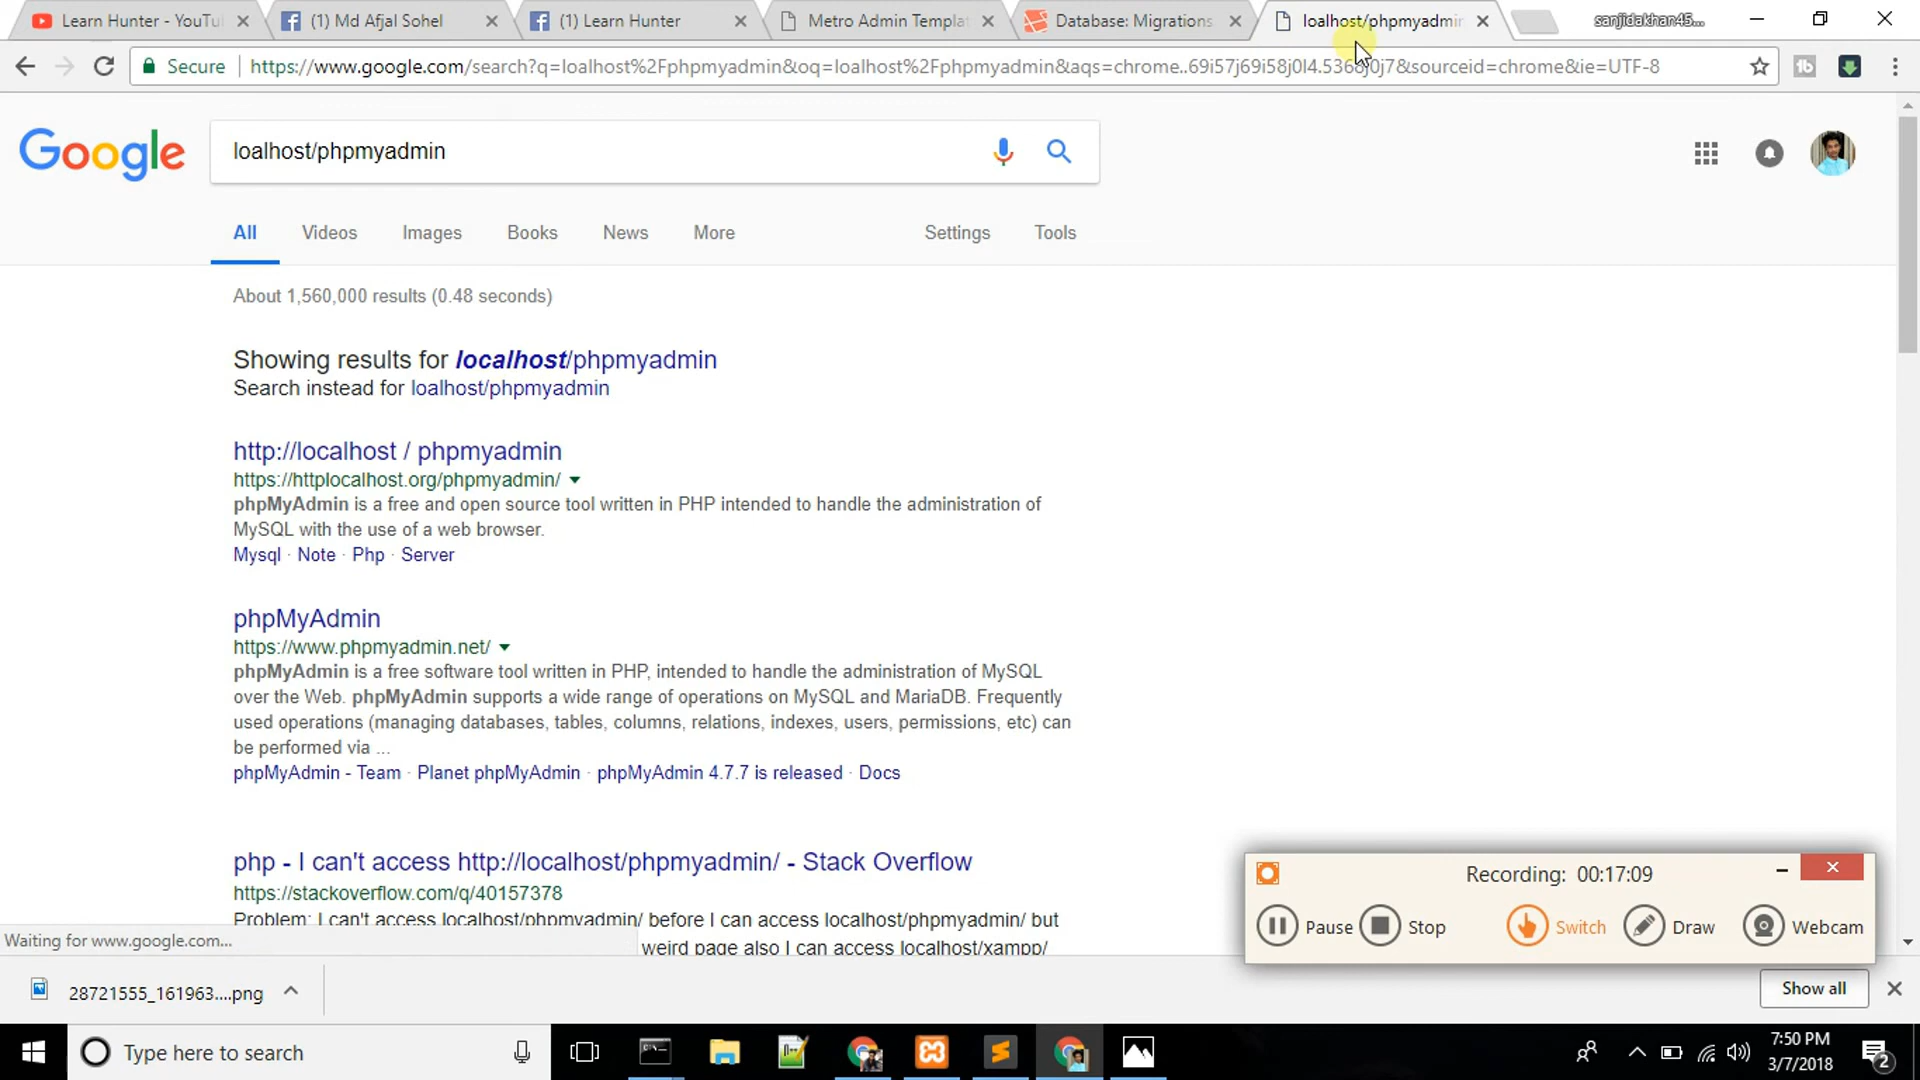 Learn Hunter - YouTu
(1) Md Afjal Sohel
(1) Learn Hunter
Metro Admin Templat
Database: Migrations
loalhost/phpmyadmin
sanjidakhan45...
Secure
https://www.google.com/search?q=loalhost%2Fphpmyadmin&oq=loalhost%2Fphpmyadmin&aqs=chrome..69i57j69i58j0l4.5368j0j7&sourceid=chrome&ie=UTF-8
Google
loalhost/phpmyadmin
All Videos Images Books News More Settings Tools
About 1,560,000 results (0.48 seconds)
Showing results for localhost/phpmyadmin
Search instead for loalhost/phpmyadmin
http://localhost / phpmyadmin
https://httplocalhost.org/phpmyadmin/
phpMyAdmin is a free and open source tool written in PHP intended to handle the administration of
MySQL with the use of a web browser.
Mysql · Note · Php · Server
phpMyAdmin
https://www.phpmyadmin.net/
phpMyAdmin is a free software tool written in PHP, intended to handle the administration of MySQL
over the Web. phpMyAdmin supports a wide range of operations on MySQL and MariaDB. Frequently
used operations (managing databases, tables, columns, relations, indexes, users, permissions, etc) can
be performed via ...
phpMyAdmin - Team · Planet phpMyAdmin · phpMyAdmin 4.7.7 is released · Docs
php - I can't access http://localhost/phpmyadmin/ - Stack Overflow
https://stackoverflow.com/q/40157378
Problem: I can't access localhost/phpmyadmin/ before I can access localhost/phpmyadmin/ but
weird page also I can access localhost/xampp/
Waiting for www.google.com...
Recording: 00:17:09
Pause Stop Switch Draw Webcam
28721555_161963....png
Show all
Type here to search
7:50 PM
3/7/2018
2